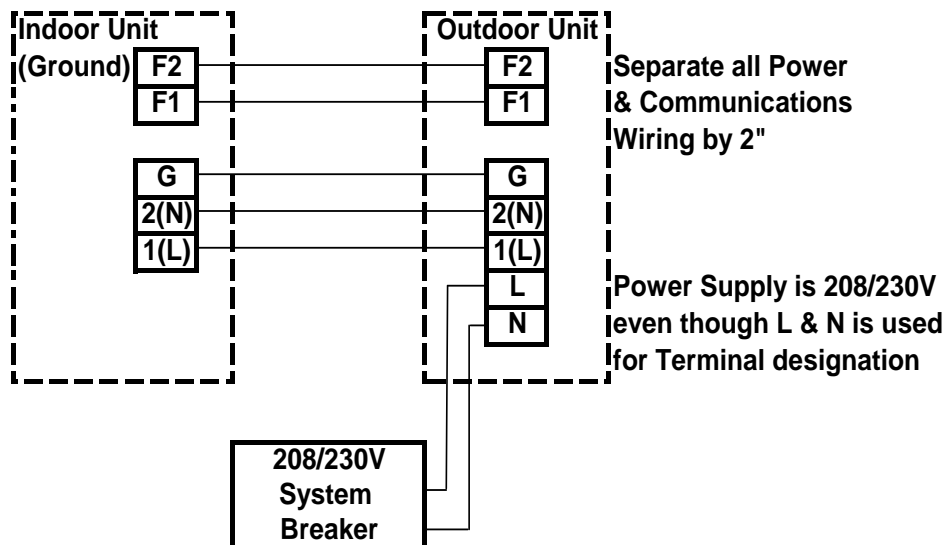 Indoor Unit
(Ground)
F2
F1
G
2(N)
1(L)
Outdoor Unit
F2
F1
G
2(N)
1(L)
L
N
Separate all Power
& Communications
Wiring by 2"
Power Supply is 208/230V
even though L & N is used
for Terminal designation
208/230V
System
Breaker